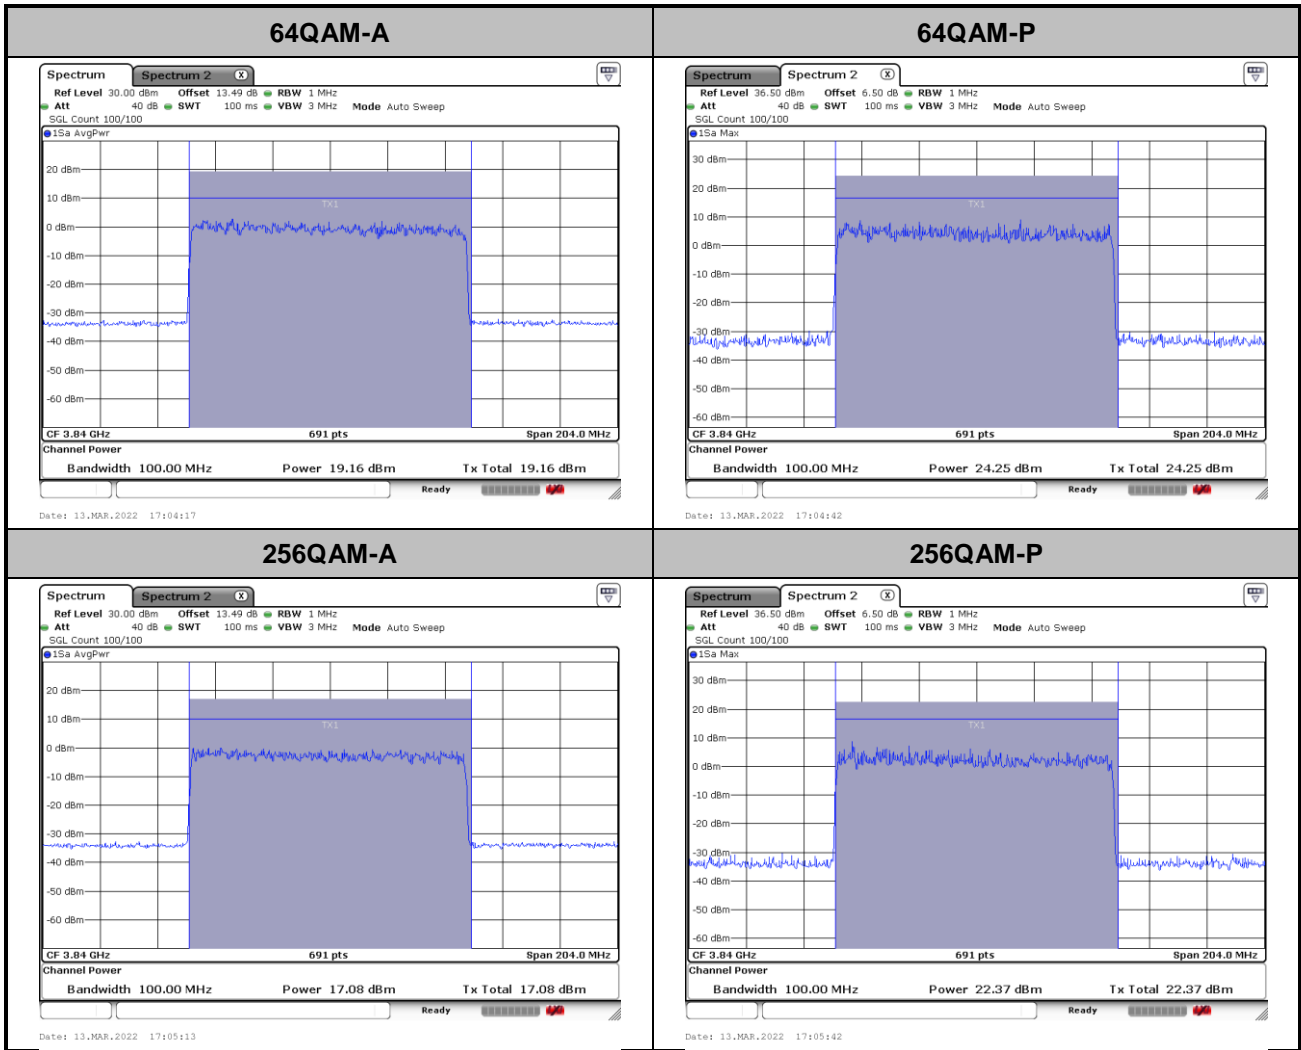 64QAM-A
64QAM-P
Spectrum Spectrum 2 X
Ref Level 30.00 dBm Offset 13.49 dB RBW 1 MHz
Att 40 dB SWT 100 ms VBW 3 MHz Mode Auto Sweep
SGL Count 100/100
1Sa AvgPwr
20 dBm
10 dBm
TX1
0 dBm
-10 dBm
-20 dBm
-30 dBm
-40 dBm
-50 dBm
-60 dBm
CF 3.84 GHz 691 pts Span 204.0 MHz
Channel Power
Bandwidth 100.00 MHz Power 19.16 dBm Tx Total 19.16 dBm
Ready
Date: 13.MAR.2022 17:04:17
Spectrum Spectrum 2 X
Ref Level 36.50 dBm Offset 6.50 dB RBW 1 MHz
Att 40 dB SWT 100 ms VBW 3 MHz Mode Auto Sweep
SGL Count 100/100
1Sa Max
30 dBm
20 dBm
TX1
10 dBm
0 dBm
-10 dBm
-20 dBm
-30 dBm
-40 dBm
-50 dBm
-60 dBm
CF 3.84 GHz 691 pts Span 204.0 MHz
Channel Power
Bandwidth 100.00 MHz Power 24.25 dBm Tx Total 24.25 dBm
Ready
Date: 13.MAR.2022 17:04:42
256QAM-A
256QAM-P
Spectrum Spectrum 2 X
Ref Level 30.00 dBm Offset 13.49 dB RBW 1 MHz
Att 40 dB SWT 100 ms VBW 3 MHz Mode Auto Sweep
SGL Count 100/100
1Sa AvgPwr
20 dBm
10 dBm
TX1
0 dBm
-10 dBm
-20 dBm
-30 dBm
-40 dBm
-50 dBm
-60 dBm
CF 3.84 GHz 691 pts Span 204.0 MHz
Channel Power
Bandwidth 100.00 MHz Power 17.08 dBm Tx Total 17.08 dBm
Ready
Date: 13.MAR.2022 17:05:13
Spectrum Spectrum 2 X
Ref Level 36.50 dBm Offset 6.50 dB RBW 1 MHz
Att 40 dB SWT 100 ms VBW 3 MHz Mode Auto Sweep
SGL Count 100/100
1Sa Max
30 dBm
20 dBm
TX1
10 dBm
0 dBm
-10 dBm
-20 dBm
-30 dBm
-40 dBm
-50 dBm
-60 dBm
CF 3.84 GHz 691 pts Span 204.0 MHz
Channel Power
Bandwidth 100.00 MHz Power 22.37 dBm Tx Total 22.37 dBm
Ready
Date: 13.MAR.2022 17:05:42